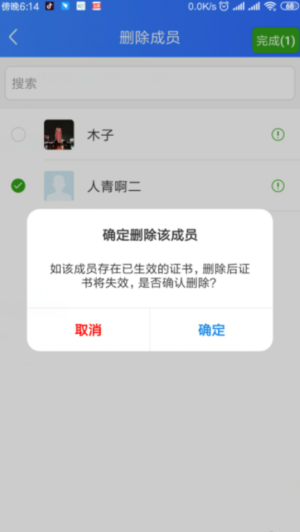 傍晚6:14 0.0K/s 68
删除成员 完成(1)
搜索
木子
人青啊二
确定删除该成员
如该成员存在已生效的证书，删除后证
书将失效，是否确认删除？
取消 确定